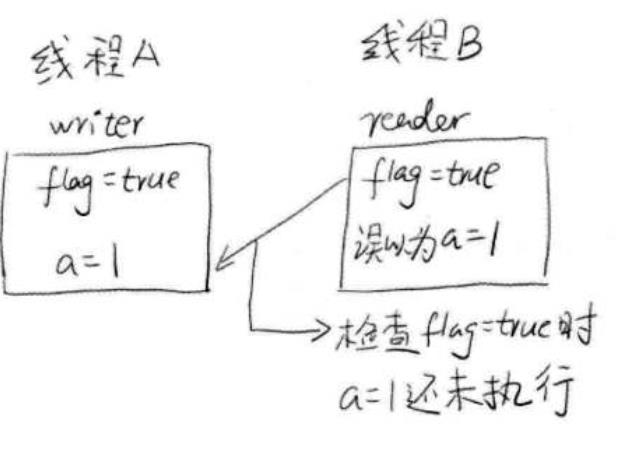 线程A
writer
flag=true
a=1
线程B
reader
flag=true
误以为a=1
检查flag=true时
a=1还未执行